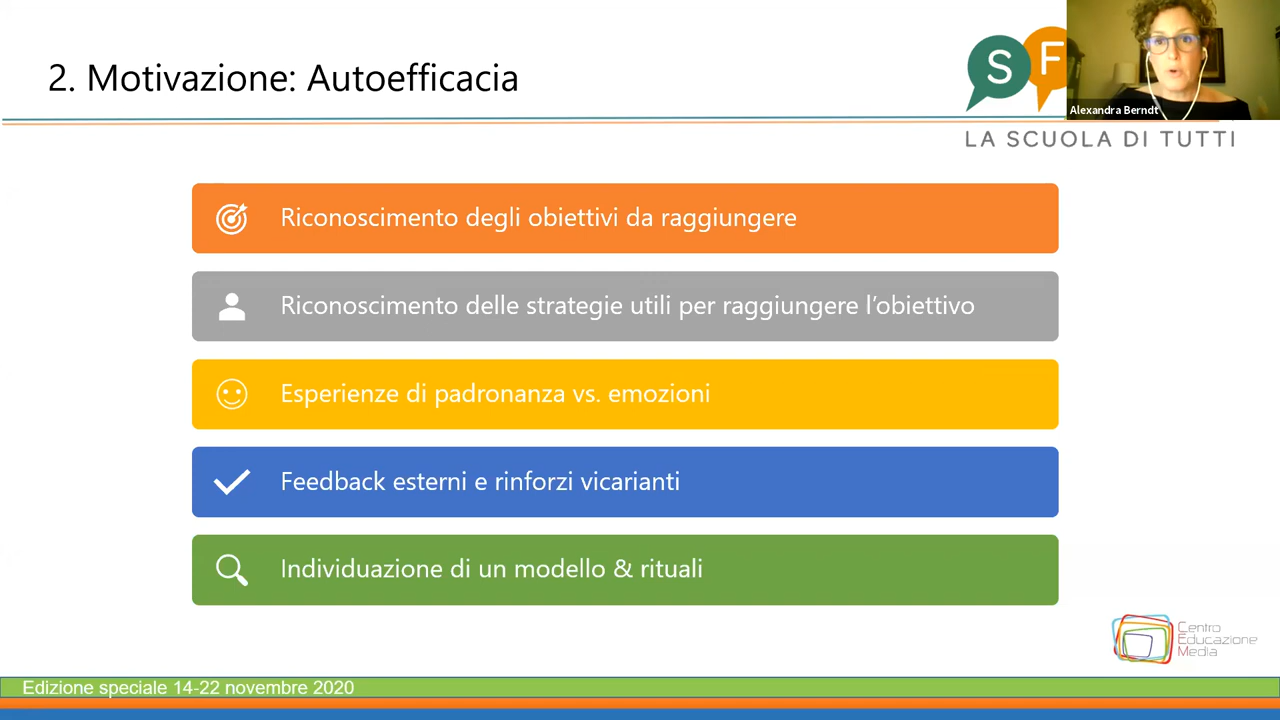 2. Motivazione: Autoefficacia
S F
Alexandra Berndt
LA SCUOLA DI TUTTI
Riconoscimento degli obiettivi da raggiungere
Riconoscimento delle strategie utili per raggiungere l’obiettivo
Esperienze di padronanza vs. emozioni
Feedback esterni e rinforzi vicarianti
Individuazione di un modello & rituali
Centro
Educazione
Media
Edizione speciale 14-22 novembre 2020